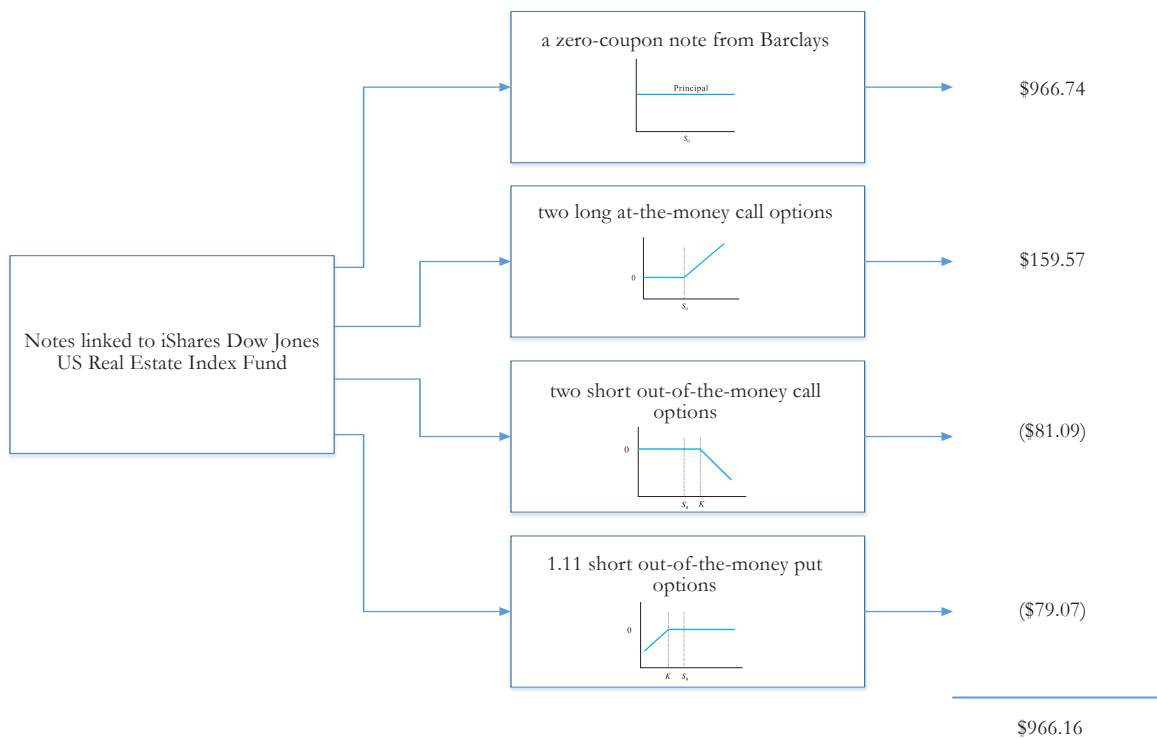 a zero-coupon note from Barclays
Principal
S0
$966.74
two long at-the-money call options
0
S0
$159.57
Notes linked to iShares Dow Jones
US Real Estate Index Fund
two short out-of-the-money call
options
0
S0 K
($81.09)
1.11 short out-of-the-money put
options
0
K S0
($79.07)
$966.16